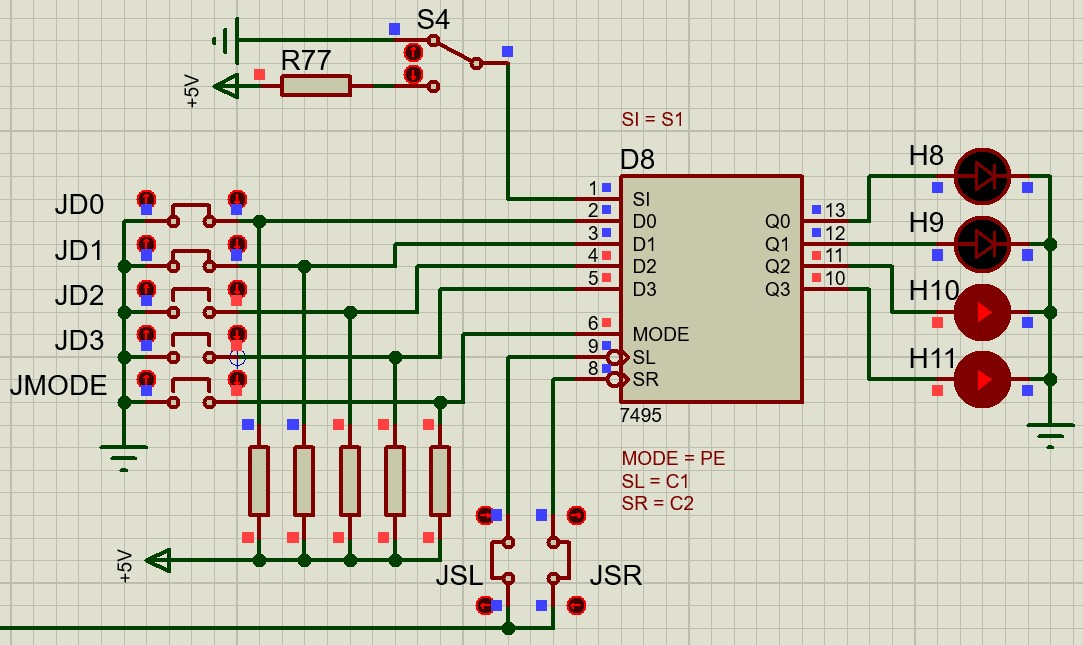 S4
R77
+5V
SI = S1
D8
H8
JD0
1
SI
2
D0
Q0
13
JD1
3
D1
Q1
12
H9
4
D2
Q2
11
JD2
5
D3
Q3
10
H10
JD3
6
MODE
9
SL
H11
JMODE
8
SR
7495
MODE = PE
SL = C1
SR = C2
+5V
JSL
JSR